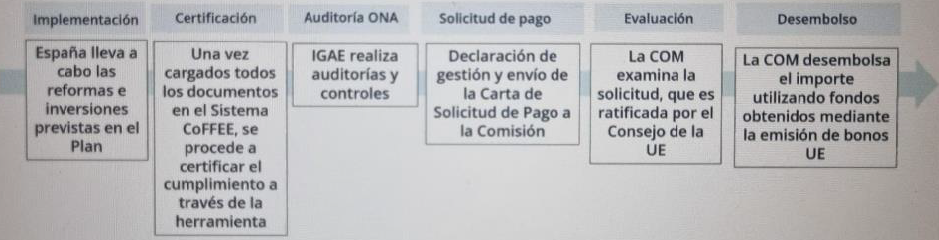 Implementación
España lleva a
cabo las
reformas e
inversiones
previstas en el
Plan
Certificación
Una vez
cargados todos
los documentos
en el Sistema
CoFFEE, se
procede a
certificar el
cumplimiento a
través de la
herramienta
Auditoría ONA
IGAE realiza
auditorías y
controles
Solicitud de pago
Declaración de
gestión y envío de
la Carta de
Solicitud de Pago a
la Comisión
Evaluación
La COM
examina la
solicitud, que es
ratificada por el
Consejo de la
UE
Desembolso
La COM desembolsa
el importe
utilizando fondos
obtenidos mediante
la emisión de bonos
UE